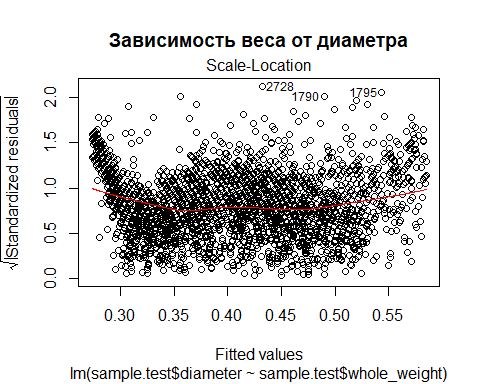 Зависимость веса от диаметра
Scale-Location
√|Standardized residuals|
2.0
1.5
1.0
0.5
0.0
2728
1790
1795
0.30 0.35 0.40 0.45 0.50 0.55
Fitted values
lm(sample.test$diameter ~ sample.test$whole_weight)